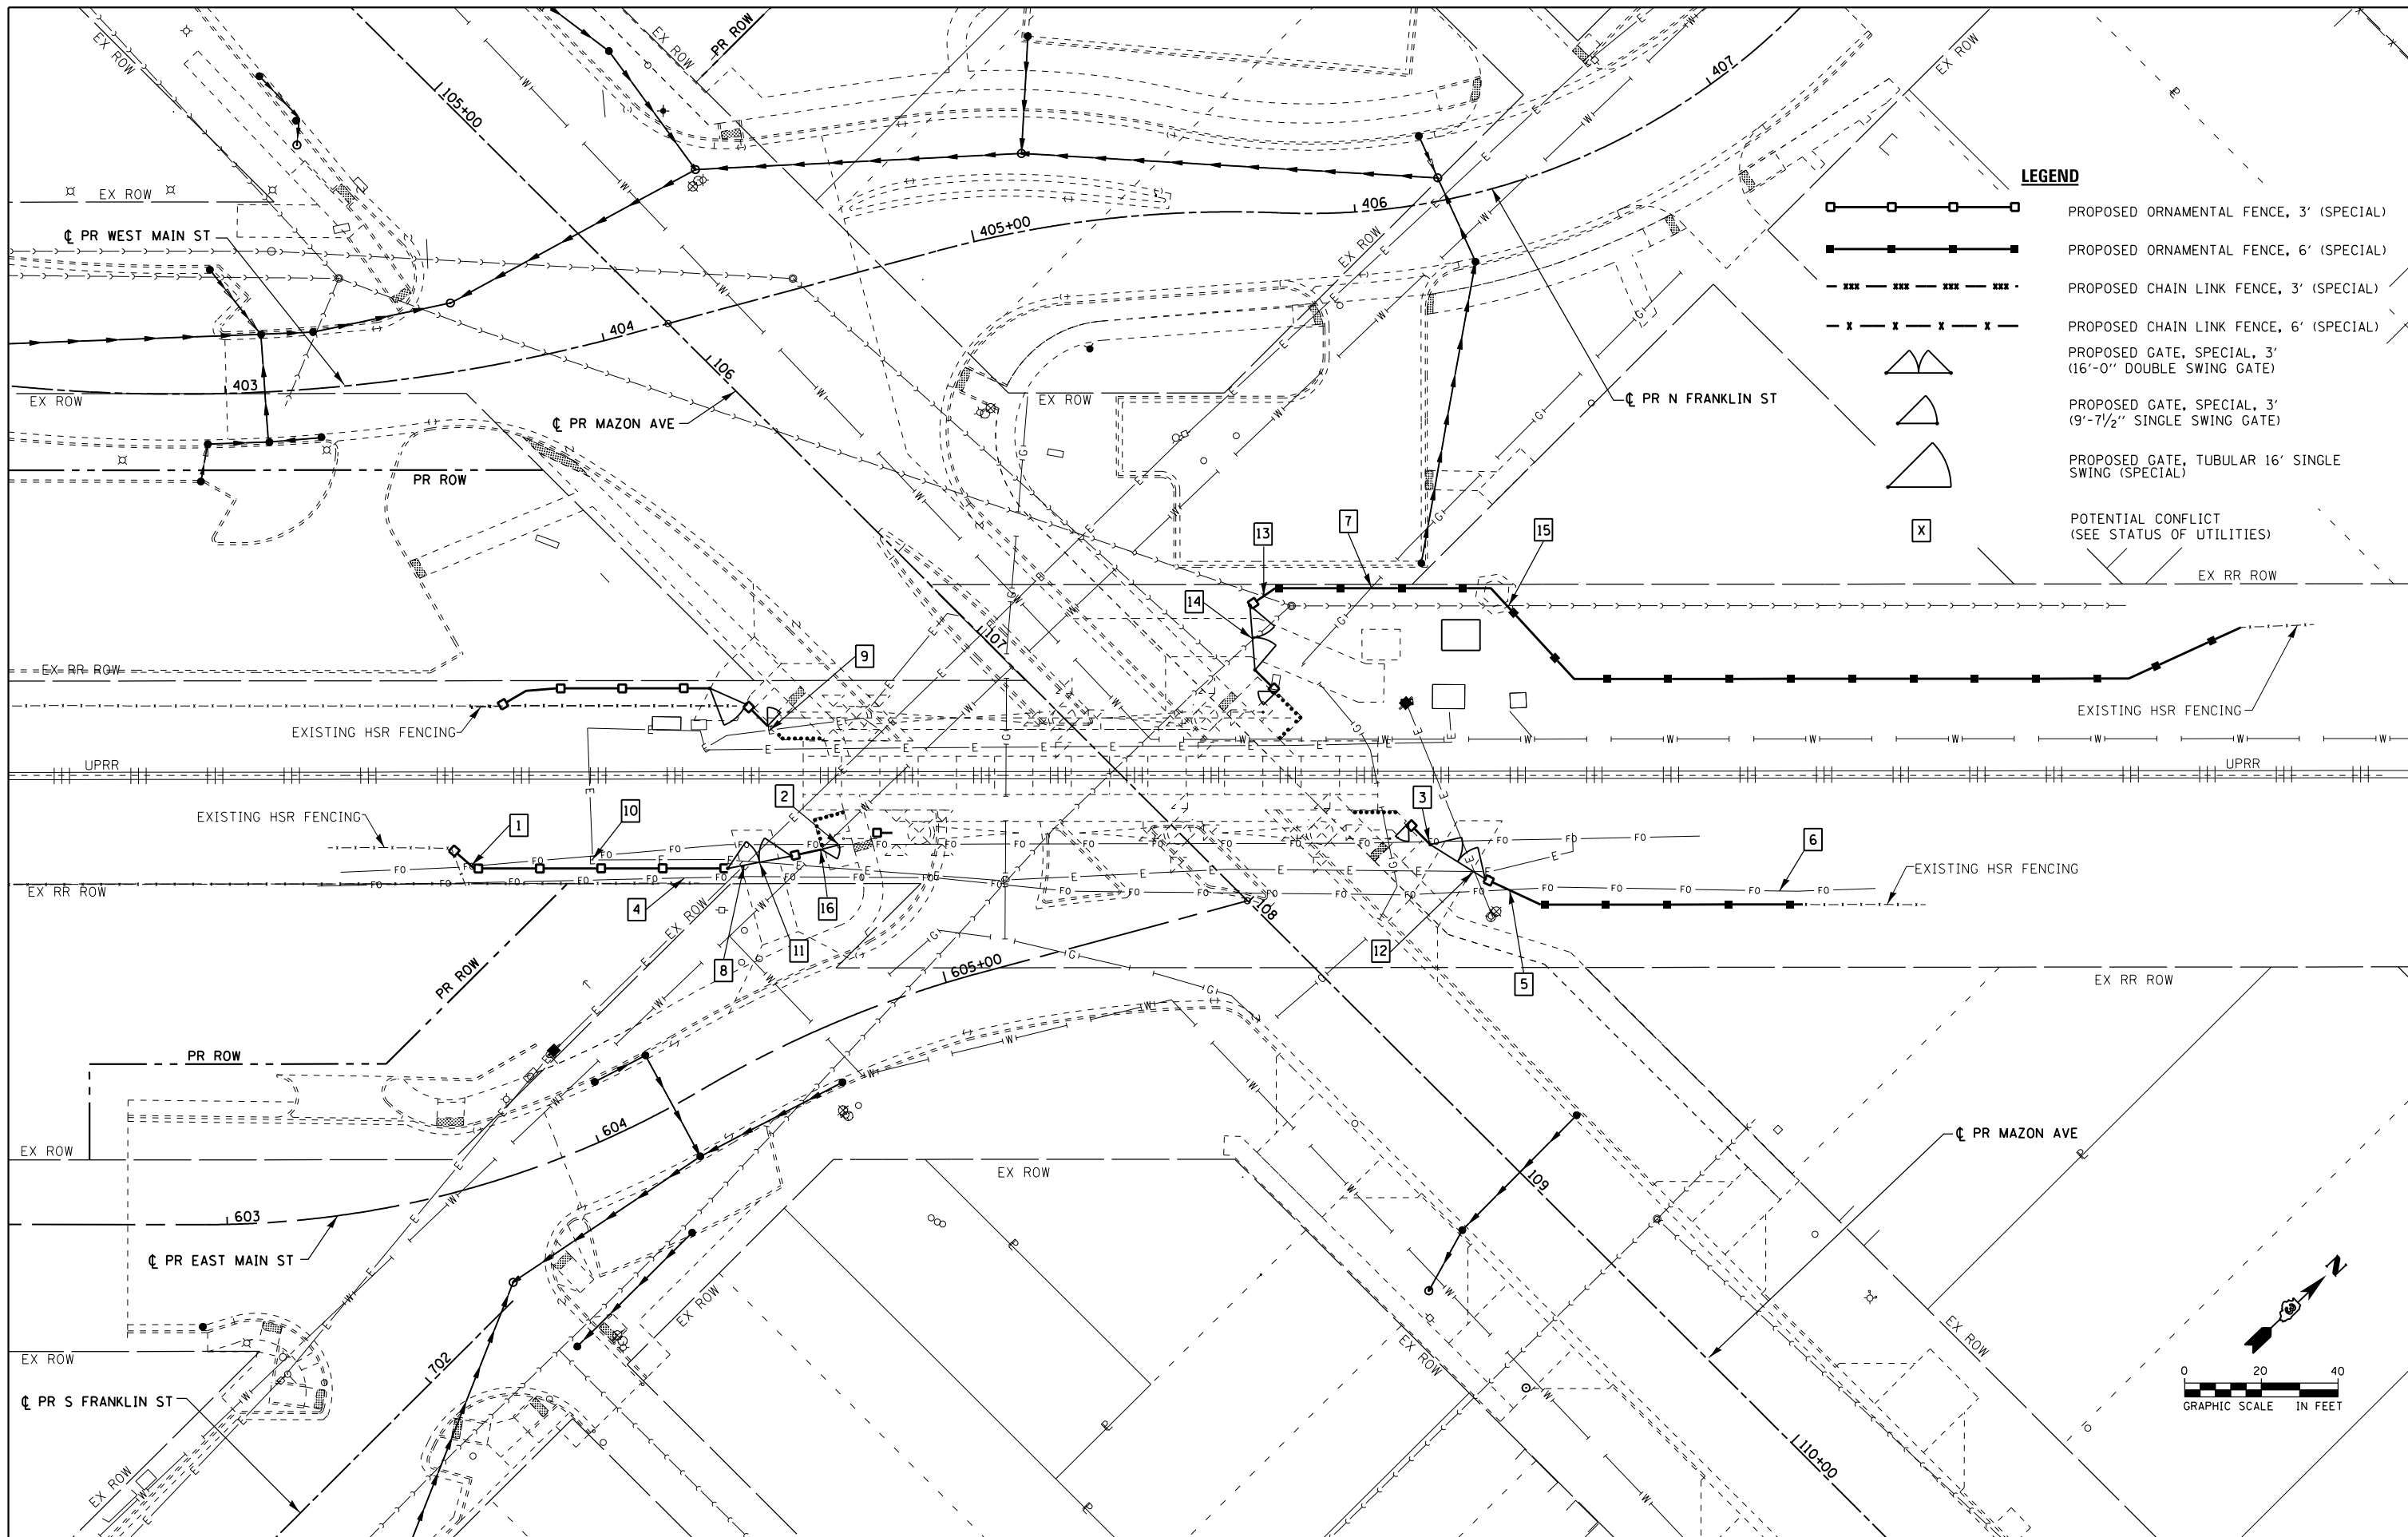 EX ROW
105+00
EX ROW
PR ROW
407
EX ROW
LEGEND
PROPOSED ORNAMENTAL FENCE, 3' (SPECIAL)
PROPOSED ORNAMENTAL FENCE, 6' (SPECIAL)
PROPOSED CHAIN LINK FENCE, 3' (SPECIAL)
PROPOSED CHAIN LINK FENCE, 6' (SPECIAL)
PROPOSED GATE, SPECIAL, 3'
(16'-0'' DOUBLE SWING GATE)
PROPOSED GATE, SPECIAL, 3'
(9'-7 1/2'' SINGLE SWING GATE)
PROPOSED GATE, TUBULAR 16' SINGLE
SWING (SPECIAL)
X
POTENTIAL CONFLICT
(SEE STATUS OF UTILITIES)
EX ROW
℄ PR WEST MAIN ST
406
405+00
EX ROW
404
106
403
EX ROW
EX ROW
℄ PR MAZON AVE
℄ PR N FRANKLIN ST
PR ROW
13
7
15
EX RR ROW
14
107
9
EX RR ROW
EXISTING HSR FENCING
EXISTING HSR FENCING
UPRR
UPRR
EXISTING HSR FENCING
1
10
2
3
6
EXISTING HSR FENCING
EX RR ROW
4
EX ROW
16
108
8
11
12
5
605+00
EX RR ROW
PR ROW
PR ROW
604
EX ROW
EX ROW
℄ PR MAZON AVE
109
603
℄ PR EAST MAIN ST
EX ROW
EX ROW
EX ROW
N
EX ROW
702
0 20 40
GRAPHIC SCALE IN FEET
℄ PR S FRANKLIN ST
EX ROW
110+00